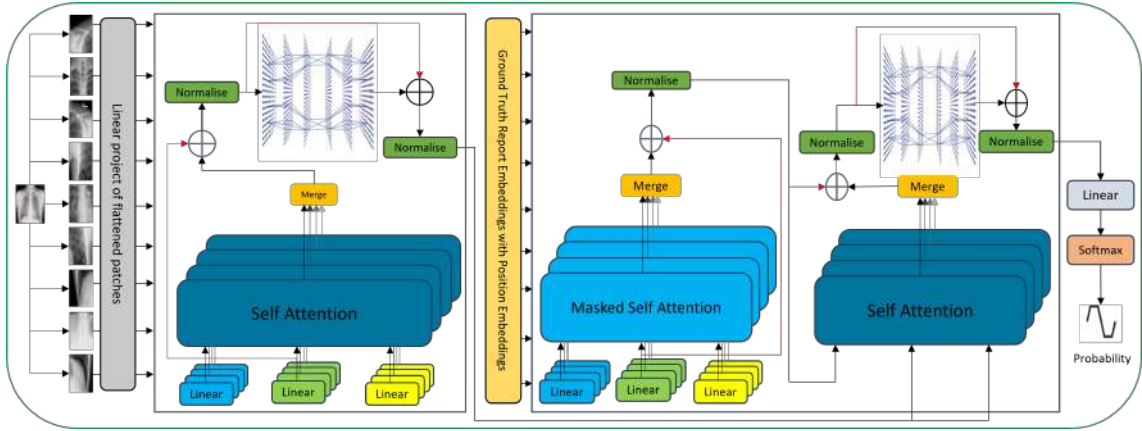 Linear project of flattened patches
Normalise
Normalise
Merge
Self Attention
Linear
Linear
Linear
Ground Truth Report Embeddings with Position Embeddings
Normalise
Merge
Masked Self Attention
Linear
Linear
Linear
Normalise
Normalise
Merge
Self Attention
Linear
Softmax
Probability